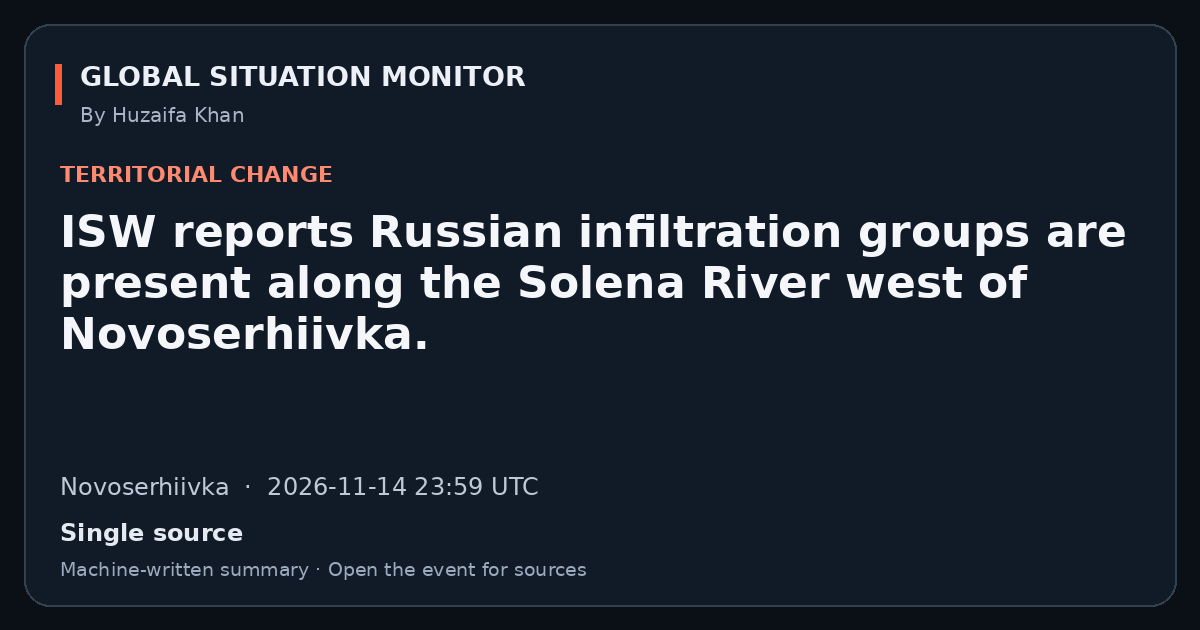 GLOBAL SITUATION MONITOR
By Huzaifa Khan
TERRITORIAL CHANGE
ISW reports Russian infiltration groups are
present along the Solena River west of
Novoserhiivka.
Novoserhiivka · 2026-11-14 23:59 UTC
Single source
Machine-written summary · Open the event for sources